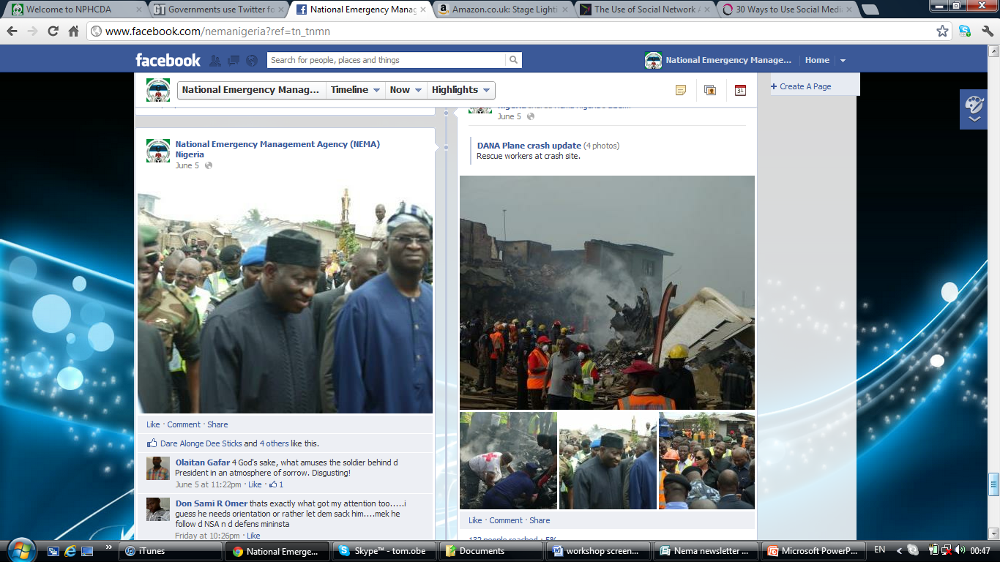 Welcome to NPHCDA
Governments use Twitter fo
National Emergency Manag
Amazon.co.uk: Stage Lighti
The Use of Social Network A
30 Ways to Use Social Medi
www.facebook.com/nemanigeria?ref=tn_tnmn
facebook
Search for people, places and things
National Emergency Manage...
Home
National Emergency Manag...
Timeline
Now
Highlights
31
+ Create A Page
National Emergency Management Agency (NEMA)
Nigeria
June 5
Like · Comment · Share
Dare Alonge Dee Sticks and 4 others like this.
Olaitan Gafar 4 God's sake, what amuses the soldier behind d
President in an atmosphere of sorrow. Disgusting!
June 5 at 11:22pm · Like · 1
Don Sami R Omer thats exactly what got my attention too.....i
guess he needs orientation or rather let dem sack him....mek he
follow d NSA n d defens mininsta
Friday at 10:26pm · Like
June 5
DANA Plane crash update (4 photos)
Rescue workers at crash site.
Like · Comment · Share
iTunes
National Emerge...
Skype™ - tom.obe
Documents
workshop screen...
Nema newsletter ...
Microsoft PowerP...
EN
00:47